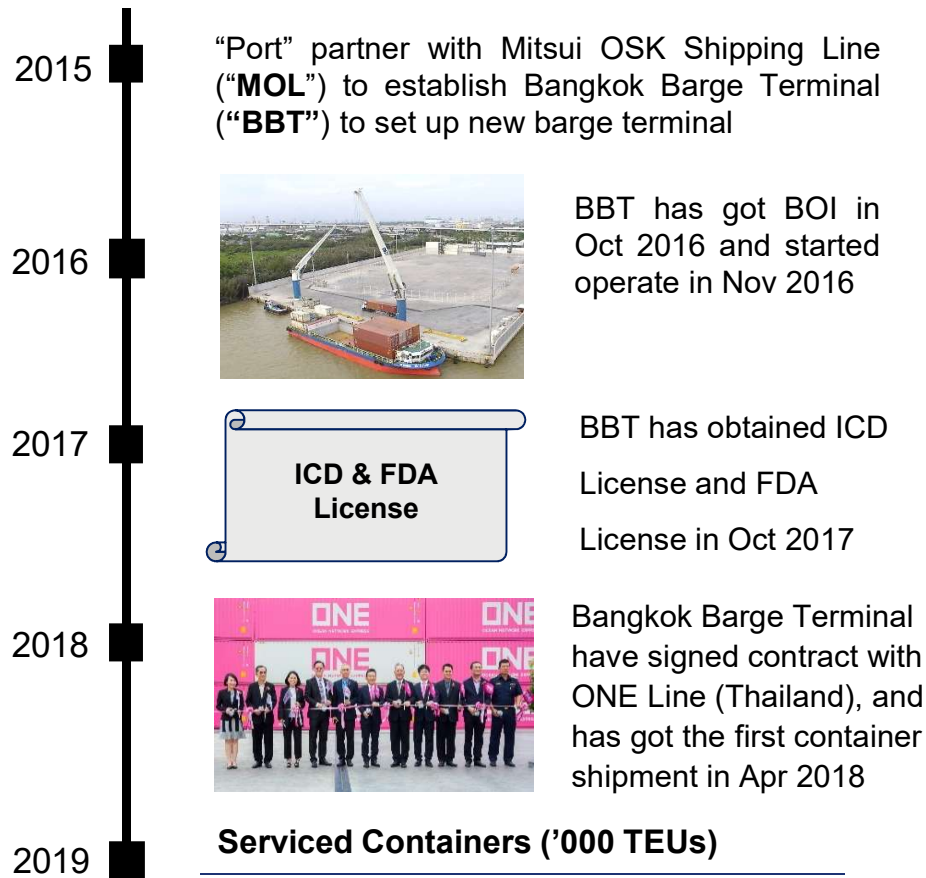 2015
“Port” partner with Mitsui OSK Shipping Line
(“MOL”) to establish Bangkok Barge Terminal
(“BBT”) to set up new barge terminal
2016
BBT has got BOI in
Oct 2016 and started
operate in Nov 2016
2017
ICD & FDA
License
BBT has obtained ICD
License and FDA
License in Oct 2017
2018
ONE
OCEAN NETWORK EXPRESS
ONE
ONE
ONE
Bangkok Barge Terminal
have signed contract with
ONE Line (Thailand), and
has got the first container
shipment in Apr 2018
2019
Serviced Containers (’000 TEUs)